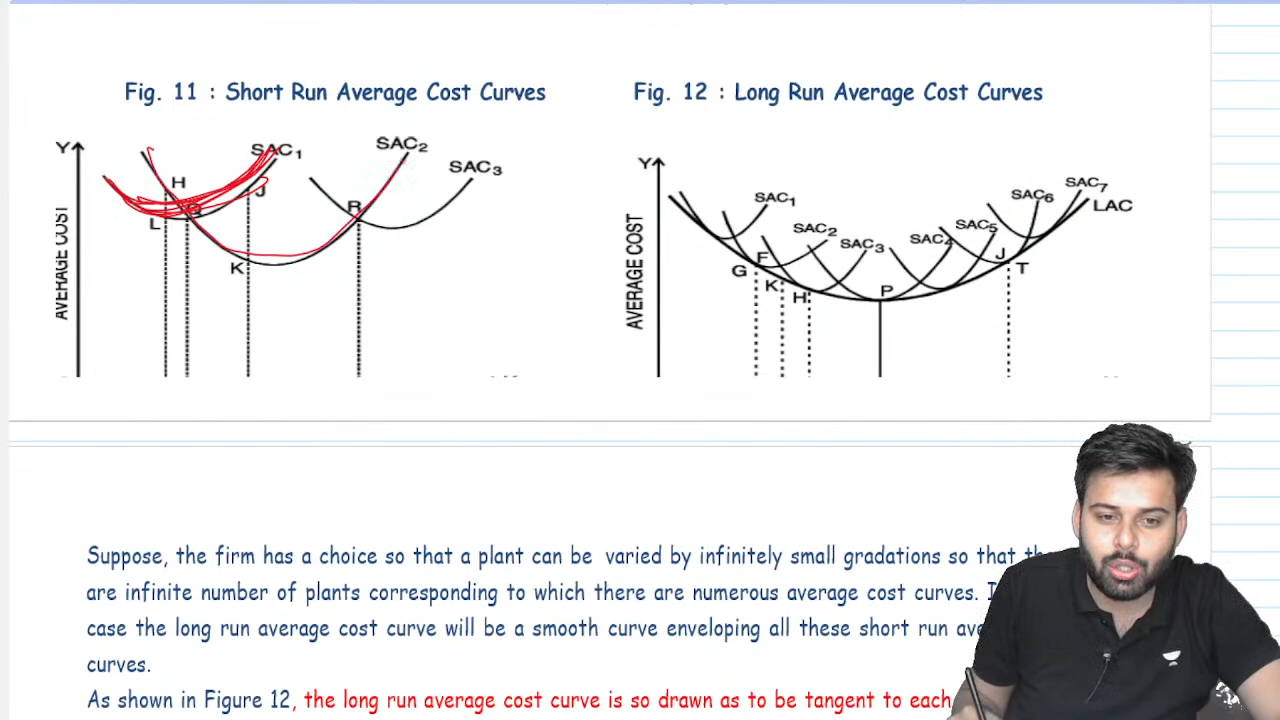 Fig. 11 : Short Run Average Cost Curves
Fig. 12 : Long Run Average Cost Curves
Y
SAC1
SAC2
SAC3
H
J
L
R
K
AVERAGE COST
Y
SAC1
SAC2
SAC3
SAC4
SAC5
SAC6
SAC7
LAC
G
F
K
H
P
J
T
AVERAGE COST
Suppose, the firm has a choice so that a plant can be varied by infinitely small gradations so that
are infinite number of plants corresponding to which there are numerous average cost curves.
case the long run average cost curve will be a smooth curve enveloping all these short run
curves.
As shown in Figure 12, the long run average cost curve is so drawn as to be tangent to each